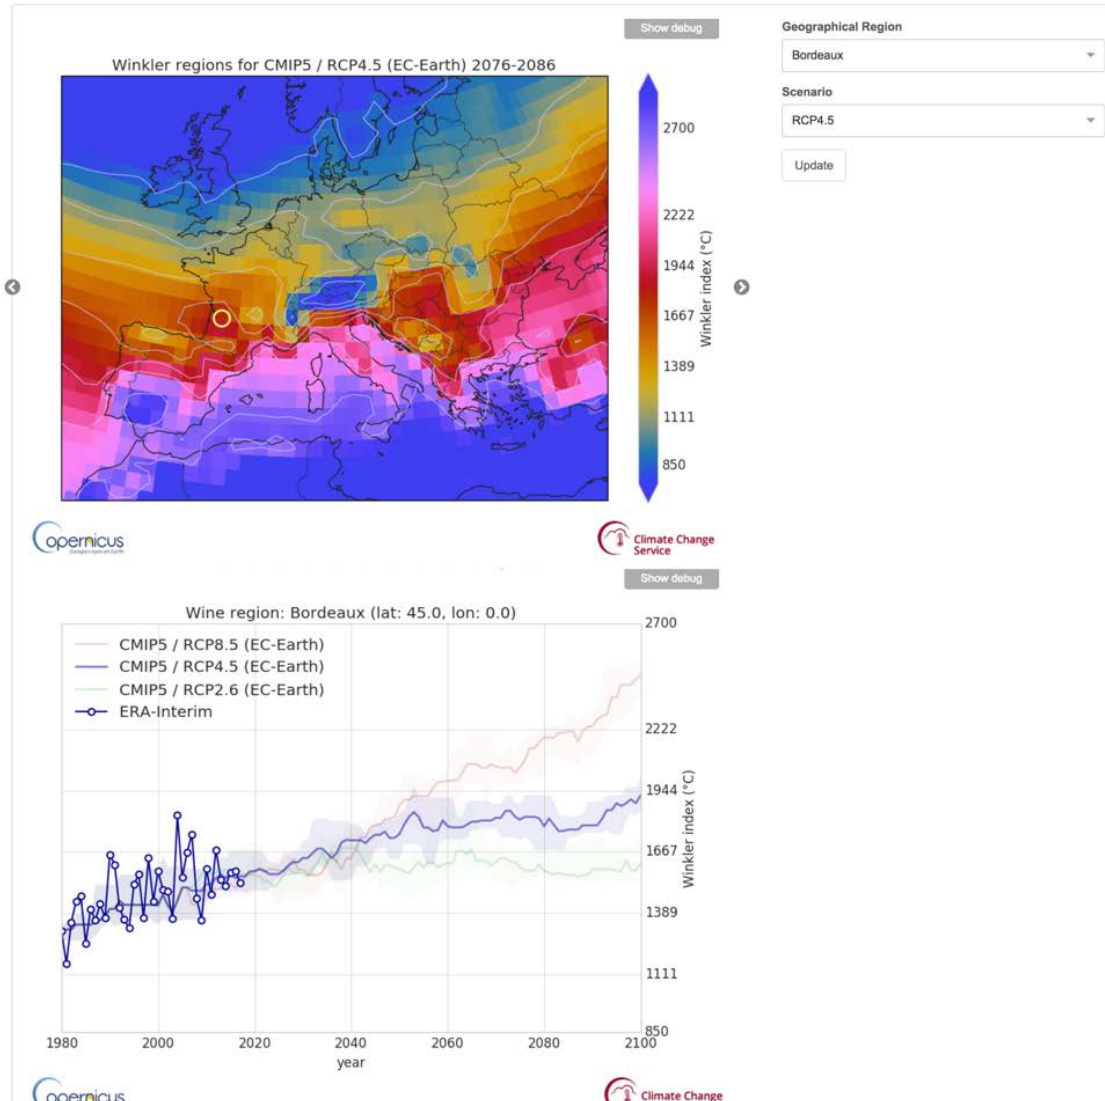 Show debug
Geographical Region
Bordeaux
Scenario
RCP4.5
Update
Winkler regions for CMIP5 / RCP4.5 (EC-Earth) 2076-2086
2700
2222
1944
1667
1389
1111
850
Winkler index (°C)
opernicus
Europe's eyes on Earth
Climate Change
Service
Show debug
Wine region: Bordeaux (lat: 45.0, lon: 0.0)
CMIP5 / RCP8.5 (EC-Earth)
CMIP5 / RCP4.5 (EC-Earth)
CMIP5 / RCP2.6 (EC-Earth)
ERA-Interim
2700
2222
1944
1667
1389
1111
850
Winkler index (°C)
1980 2000 2020 2040 2060 2080 2100
year
opernicus
Climate Change